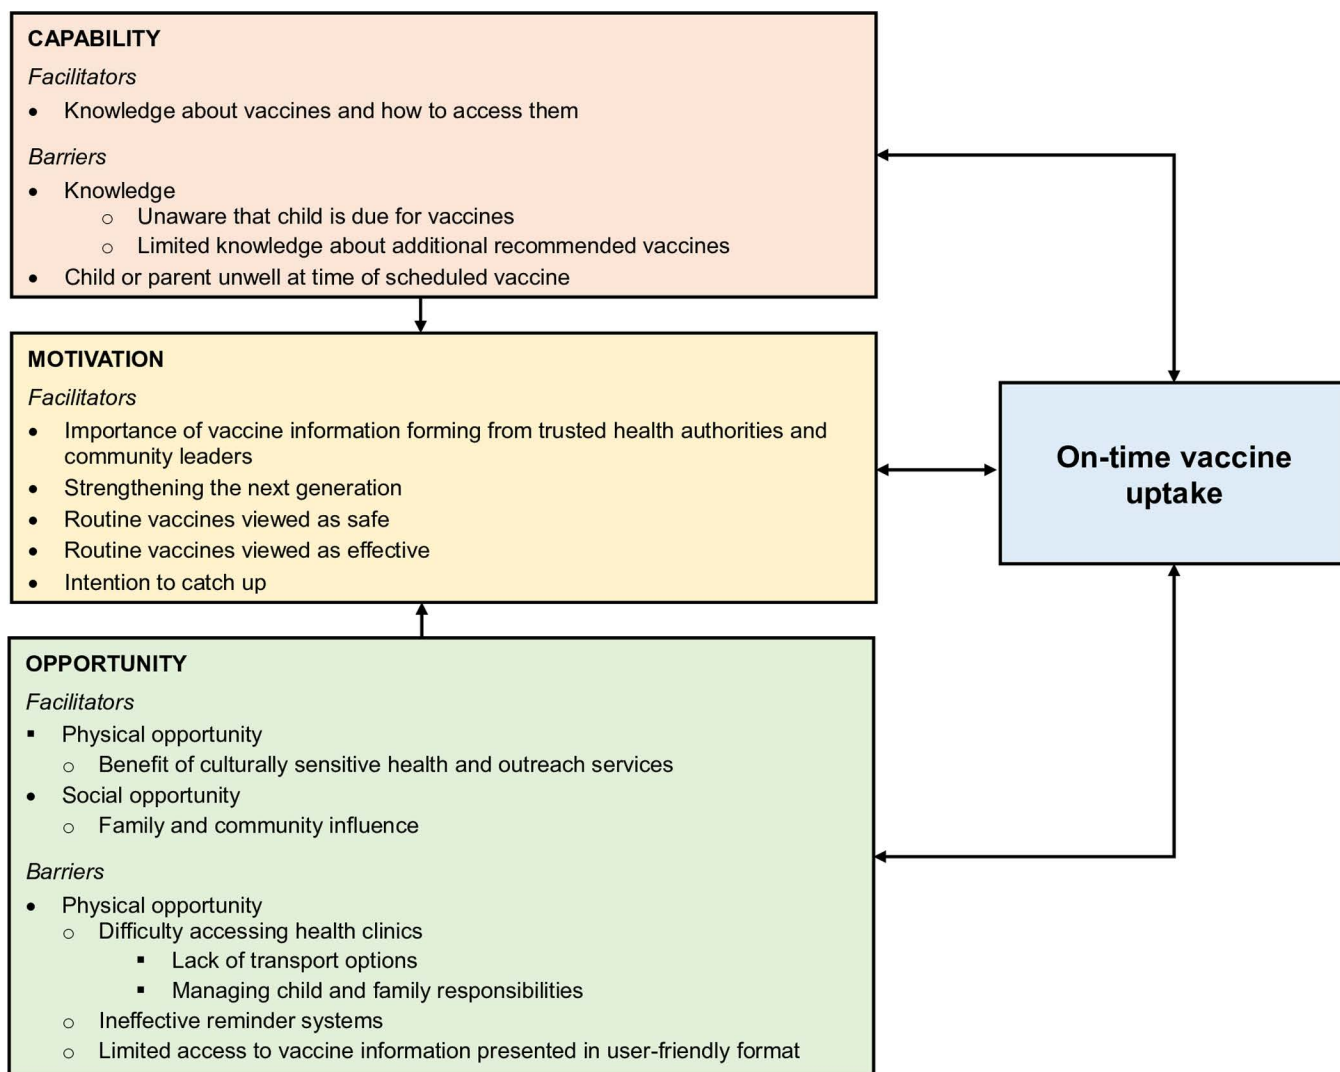 CAPABILITY
Facilitators
• Knowledge about vaccines and how to access them
Barriers
• Knowledge
o Unaware that child is due for vaccines
o Limited knowledge about additional recommended vaccines
• Child or parent unwell at time of scheduled vaccine
MOTIVATION
Facilitators
• Importance of vaccine information forming from trusted health authorities and
community leaders
• Strengthening the next generation
• Routine vaccines viewed as safe
• Routine vaccines viewed as effective
• Intention to catch up
On-time vaccine
uptake
OPPORTUNITY
Facilitators
▪ Physical opportunity
o Benefit of culturally sensitive health and outreach services
• Social opportunity
o Family and community influence
Barriers
• Physical opportunity
o Difficulty accessing health clinics
▪ Lack of transport options
▪ Managing child and family responsibilities
o Ineffective reminder systems
o Limited access to vaccine information presented in user-friendly format